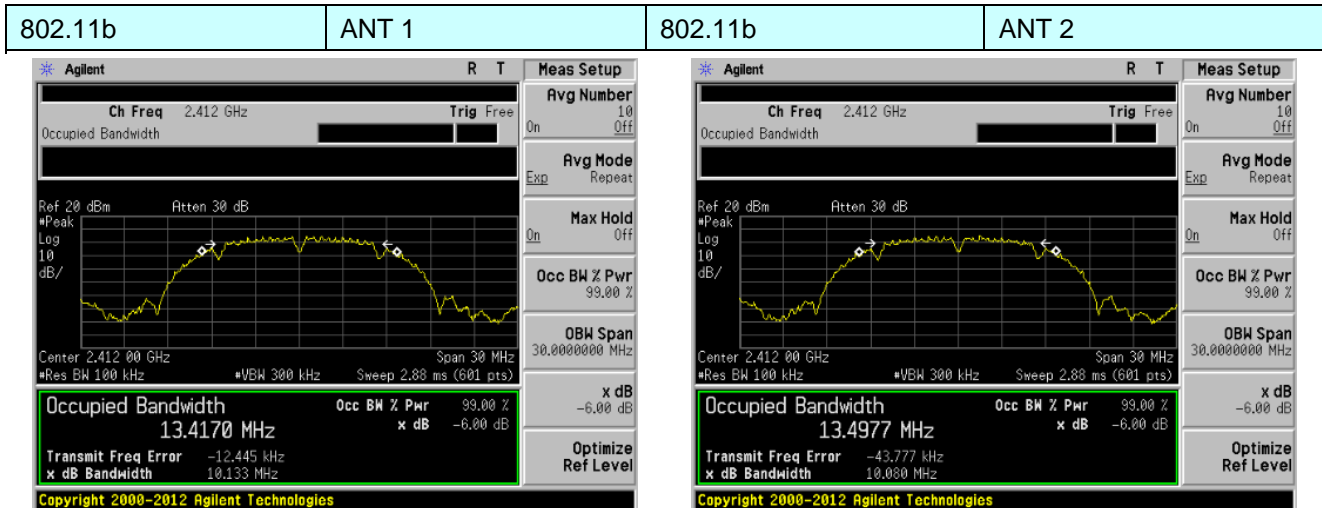 802.11b ANT 1 802.11b ANT 2
Agilent R T
Ch Freq 2.412 GHz Trig Free
Occupied Bandwidth
Ref 20 dBm Atten 30 dB
#Peak
Log
10
dB/
Center 2.412 00 GHz Span 30 MHz
#Res BW 100 kHz #VBW 300 kHz Sweep 2.88 ms (601 pts)
Occupied Bandwidth Occ BW % Pwr 99.00 %
13.4170 MHz x dB -6.00 dB
Transmit Freq Error -12.445 kHz
x dB Bandwidth 10.133 MHz
Copyright 2000-2012 Agilent Technologies
Meas Setup
Avg Number
10
On Off
Avg Mode
Exp Repeat
Max Hold
On Off
Occ BW % Pwr
99.00 %
OBW Span
30.0000000 MHz
x dB
-6.00 dB
Optimize
Ref Level
Agilent R T
Ch Freq 2.412 GHz Trig Free
Occupied Bandwidth
Ref 20 dBm Atten 30 dB
#Peak
Log
10
dB/
Center 2.412 00 GHz Span 30 MHz
#Res BW 100 kHz #VBW 300 kHz Sweep 2.88 ms (601 pts)
Occupied Bandwidth Occ BW % Pwr 99.00 %
13.4977 MHz x dB -6.00 dB
Transmit Freq Error -43.777 kHz
x dB Bandwidth 10.080 MHz
Copyright 2000-2012 Agilent Technologies
Meas Setup
Avg Number
10
On Off
Avg Mode
Exp Repeat
Max Hold
On Off
Occ BW % Pwr
99.00 %
OBW Span
30.0000000 MHz
x dB
-6.00 dB
Optimize
Ref Level